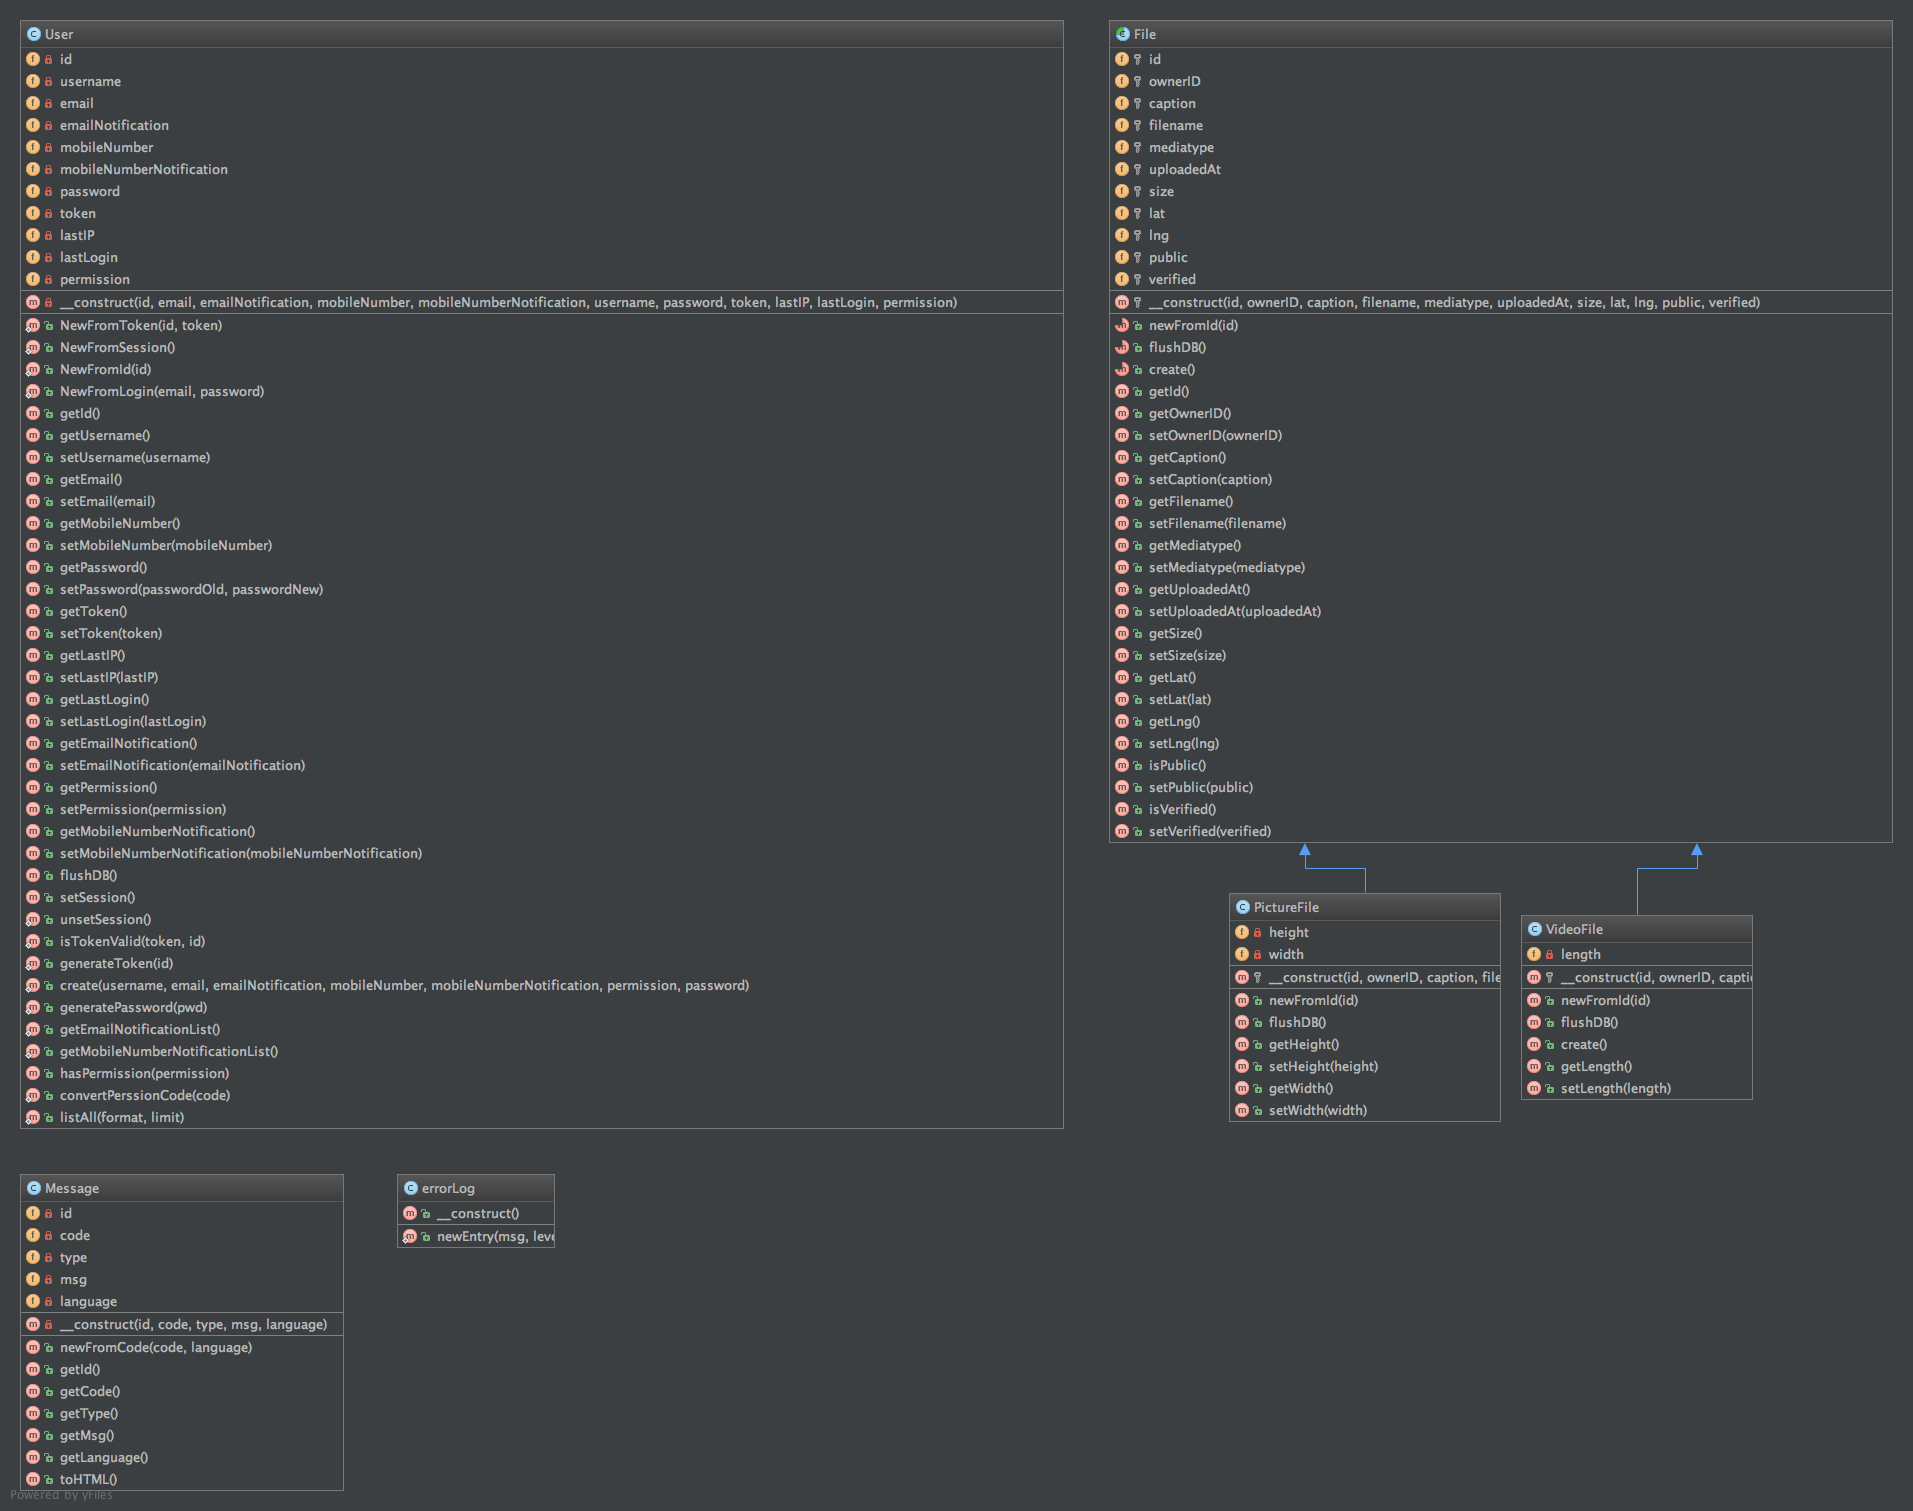 User
id
username
email
emailNotification
mobileNumber
mobileNumberNotification
password
token
lastIP
lastLogin
permission
__construct(id, email, emailNotification, mobileNumber, mobileNumberNotification, username, password, token, lastIP, lastLogin, permission)
NewFromToken(id, token)
NewFromSession()
NewFromId(id)
NewFromLogin(email, password)
getId()
getUsername()
setUsername(username)
getEmail()
setEmail(email)
getMobileNumber()
setMobileNumber(mobileNumber)
getPassword()
setPassword(passwordOld, passwordNew)
getToken()
setToken(token)
getLastIP()
setLastIP(lastIP)
getLastLogin()
setLastLogin(lastLogin)
getEmailNotification()
setEmailNotification(emailNotification)
getPermission()
setPermission(permission)
getMobileNumberNotification()
setMobileNumberNotification(mobileNumberNotification)
flushDB()
setSession()
unsetSession()
isTokenValid(token, id)
generateToken(id)
create(username, email, emailNotification, mobileNumber, mobileNumberNotification, permission, password)
generatePassword(pwd)
getEmailNotificationList()
getMobileNumberNotificationList()
hasPermission(permission)
convertPerssionCode(code)
listAll(format, limit)
File
id
ownerID
caption
filename
mediatype
uploadedAt
size
lat
lng
public
verified
__construct(id, ownerID, caption, filename, mediatype, uploadedAt, size, lat, lng, public, verified)
newFromId(id)
flushDB()
create()
getId()
getOwnerID()
setOwnerID(ownerID)
getCaption()
setCaption(caption)
getFilename()
setFilename(filename)
getMediatype()
setMediatype(mediatype)
getUploadedAt()
setUploadedAt(uploadedAt)
getSize()
setSize(size)
getLat()
setLat(lat)
getLng()
setLng(lng)
isPublic()
setPublic(public)
isVerified()
setVerified(verified)
PictureFile
height
width
__construct(id, ownerID, caption, file
newFromId(id)
flushDB()
getHeight()
setHeight(height)
getWidth()
setWidth(width)
VideoFile
length
__construct(id, ownerID, captio
newFromId(id)
flushDB()
create()
getLength()
setLength(length)
Message
id
code
type
msg
language
__construct(id, code, type, msg, language)
newFromCode(code, language)
getId()
getCode()
getType()
getMsg()
getLanguage()
toHTML()
errorLog
__construct()
newEntry(msg, leve
Powered by yFiles